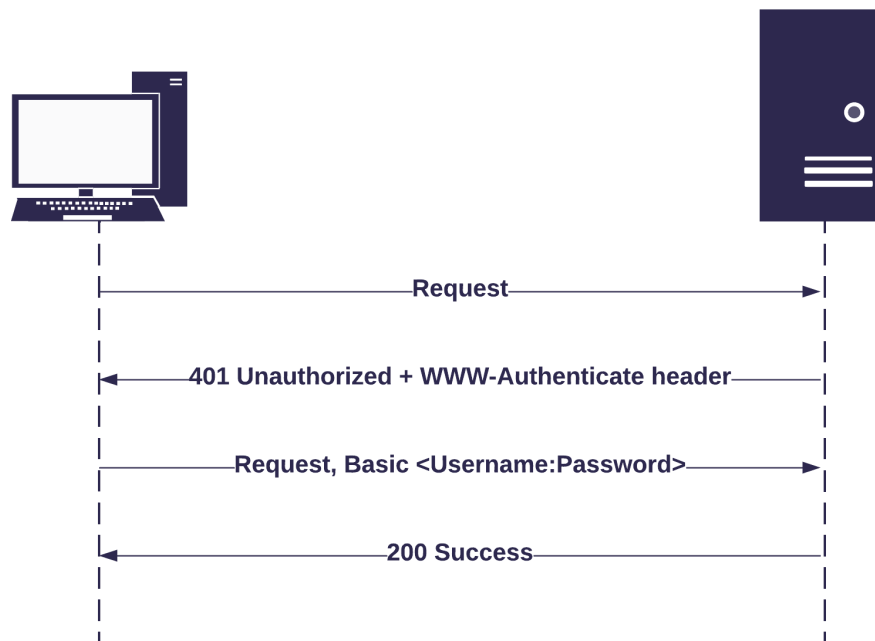 Request
401 Unauthorized + WWW-Authenticate header
Request, Basic <Username:Password>
200 Success